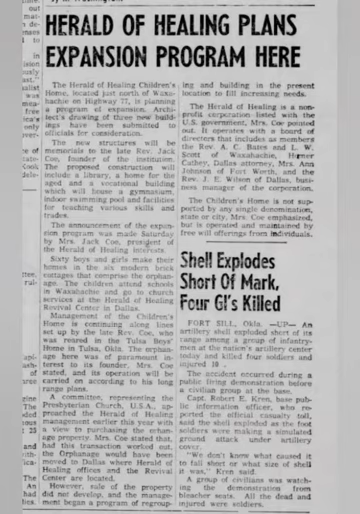 HERALD OF HEALING PLANS
EXPANSION PROGRAM HERE
The Herald of Healing Children's
Home, located just north of Waxa-
hachie on Highway 77, is planning
a program of expansion. Archi-
tect's drawing of three new build-
ings have been submitted to
officials for consideration.
The new structures will be
memorials to the late Rev. Jack
Coe, founder of the institution.
The proposed construction will
include a library, a home for the
aged and a vocational building
which will house a gymnasium,
indoor swimming pool and facilities
for teaching various skills and
trades.
The announcement of the expan-
sion program was made Saturday
by Mrs. Jack Coe, president of
the Herald of Healing interests.
Sixty boys and girls make their
homes in the six modern brick
cottages that comprise the orphan-
age. The children attend schools
in Waxahachie and go to church
services at the Herald of Healing
Revival Center in Dallas.
Management of the Children's
Home is continuing along lines
set up by the late Rev. Coe, who
was reared in the Tulsa Boys'
Home in Tulsa, Okla. The orphan-
age here was of paramount in-
terest to its founder, Mrs. Coe
stated, and its operation will be
carried on according to his long
range plans.
A committee, representing the
Presbyterian Church, U.S.A., ap-
proached the Herald of Healing
management earlier this year with
a view to purchasing the orphan-
age property. Mrs. Coe stated that,
had this transaction worked out,
the Orphanage would have been
moved to Dallas where Herald of
Healing offices and the Revival
Center are located.
However, sale of the property
did not develop, and the manage-
ment began a program of regroup-
ing and building in the present
location to fill increasing needs.
The Herald of Healing is a non-
profit corporation listed with the
U.S. government, Mrs. Coe pointed
out. It operates with a board of
directors that includes as members
the Rev. A. C. Bates and L. W.
Scott of Waxahachie, Homer
Cathey, Dallas attorney, Mrs. Ann
Johnson of Fort Worth, and the
Rev. J. E. Wilson of Dallas, busi-
ness manager of the corporation.
The Children's Home is not sup-
ported by any single denomination,
state or city, Mrs. Coe emphasized,
but is operated and maintained by
free will offerings from individuals.
Shell Explodes
Short Of Mark,
Four GI's Killed
FORT SILL, Okla. —UP— An
artillery shell exploded short of its
range among a group of infantry-
men at the nation's artillery center
today and killed four soldiers and
injured 10.
The accident occurred during a
public firing demonstration before
a civilian group at the base.
Capt. Robert E. Kren, base pub-
lic information officer, who re-
ported the official casualty toll,
said the shell exploded as the foot
soldiers were making a simulated
ground attack under artillery
cover.
"We don't know what caused it
to fall short or what size of shell
it was," Kren said.
A group of civilians was watch-
ing the demonstration from
bleacher seats. All the dead and
injured were soldiers.